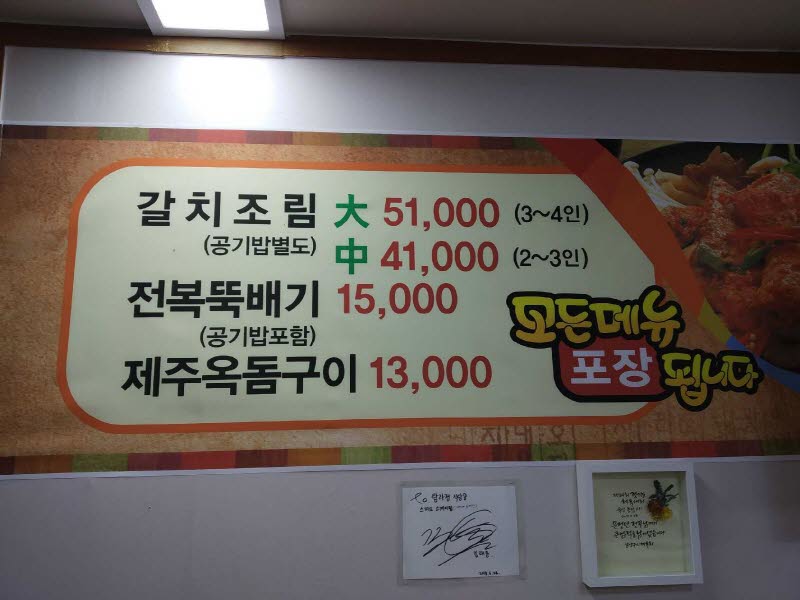 갈치조림 大 51,000 (3~4인)
(공기밥별도) 中 41,000 (2~3인)
전복뚝배기 15,000
(공기밥포함)
제주옥돔구이 13,000
모든메뉴
포장 됩니다